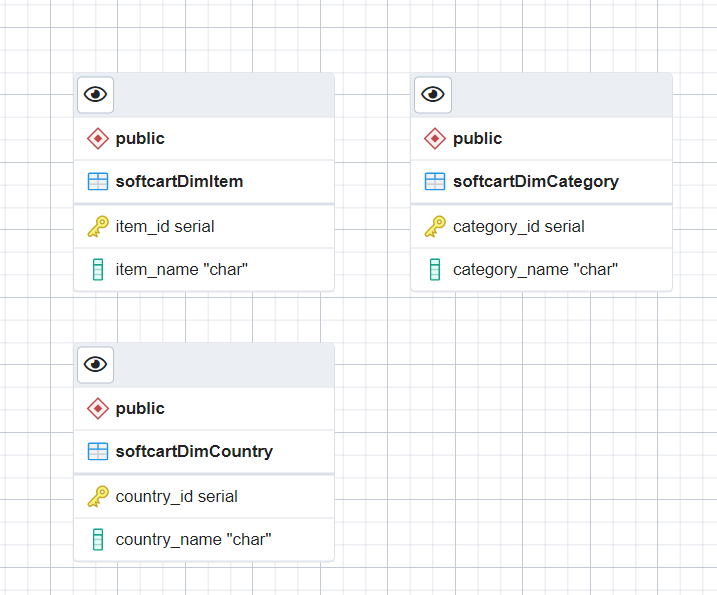 public
softcartDimItem
item_id serial
item_name "char"
public
softcartDimCategory
category_id serial
category_name "char"
public
softcartDimCountry
country_id serial
country_name "char"